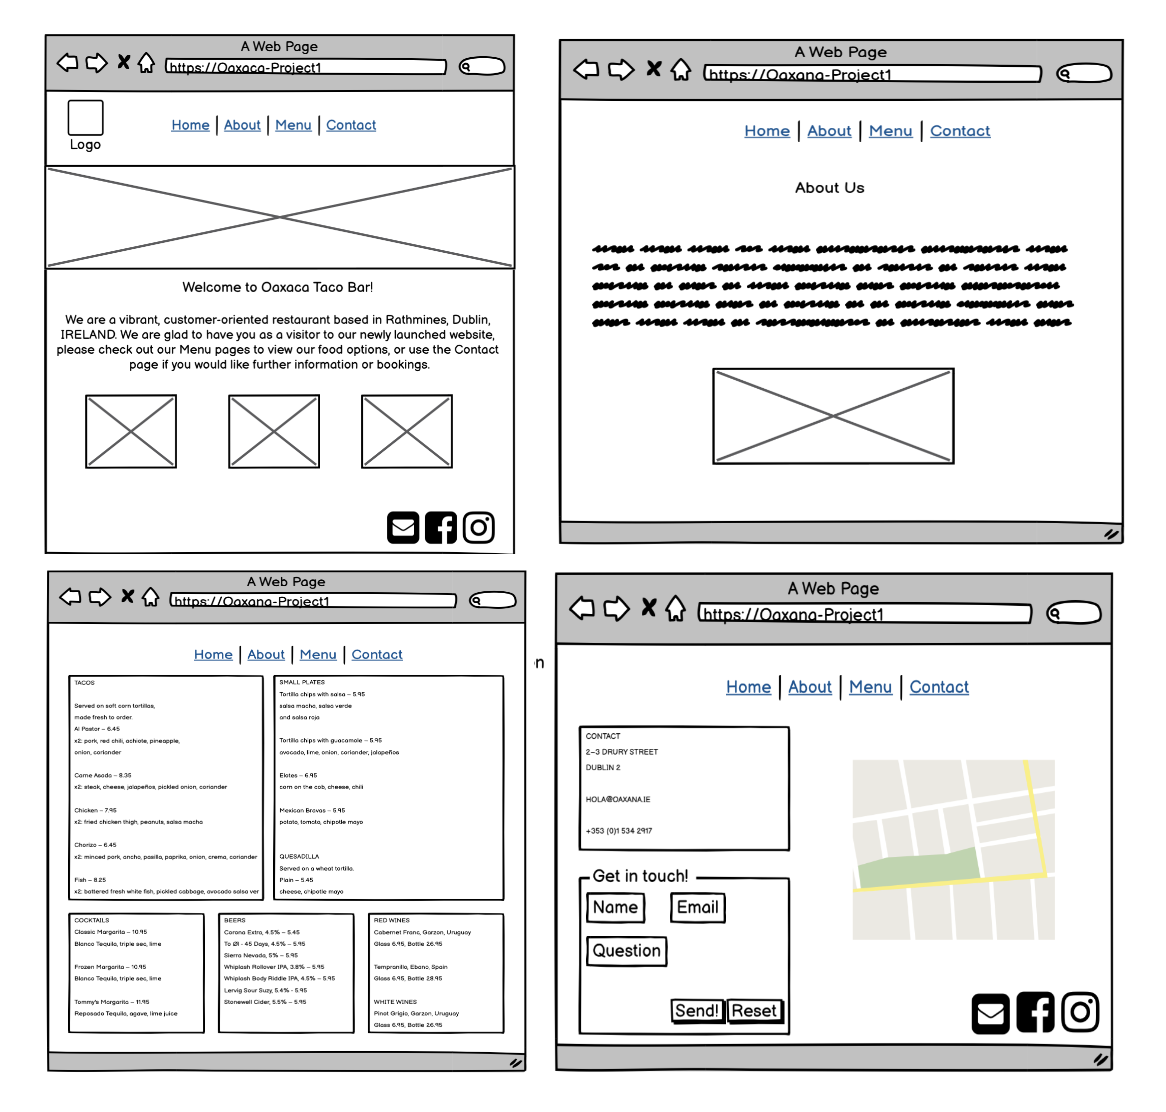 A Web Page
https://Oaxaca-Project1
Logo
Home | About | Menu | Contact
Welcome to Oaxaca Taco Bar!
We are a vibrant, customer-oriented restaurant based in Rathmines, Dublin,
IRELAND. We are glad to have you as a visitor to our newly launched website,
please check out our Menu pages to view our food options, or use the Contact
page if you would like further information or bookings.
A Web Page
https://Oaxana-Project1
Home | About | Menu | Contact
About Us
A Web Page
https://Oaxana-Project1
Home | About | Menu | Contact
TACOS
Served on soft corn tortillas,
made fresh to order.
Al Pastor – 6.45
x2: pork, red chili, achiote, pineapple,
onion, coriander
Carne Asada – 8.35
x2: steak, cheese, jalapeños, pickled onion, coriander
Chicken – 7.95
x2: fried chicken thigh, peanuts, salsa macha
Chorizo – 6.45
x2: minced pork, ancho, pasilla, paprika, onion, crema, coriander
Fish – 8.25
x2: battered fresh white fish, pickled cabbage, avocado salsa ver
SMALL PLATES
Tortilla chips with salsa – 5.95
salsa macha, salsa verde
and salsa roja
Tortilla chips with guacamole – 5.95
avocado, lime, onion, coriander, jalapeños
Elotes – 6.95
corn on the cob, cheese, chili
Mexican Bravas – 5.95
potato, tomato, chipotle mayo
QUESADILLA
Served on a wheat tortilla.
Plain – 5.45
cheese, chipotle mayo
COCKTAILS
Classic Margarita – 10.95
Blanco Tequila, triple sec, lime
Frozen Margarita – 10.95
Blanco Tequila, triple sec, lime
Tommy's Margarita – 11.95
Reposado Tequila, agave, lime juice
BEERS
Corona Extra, 4.5% – 5.45
To Øl - 45 Days, 4.5% – 5.95
Sierra Nevada, 5% – 5.95
Whiplash Rollover IPA, 3.8% – 5.95
Whiplash Body Riddle IPA, 4.5% – 5.95
Lervig Sour Suzy, 5.4% - 5.95
Stonewell Cider, 5.5% – 5.95
RED WINES
Cabernet Franc, Garzon, Uruguay
Glass 6.95, Bottle 26.95
Tempranillo, Ebano, Spain
Glass 6.95, Bottle 28.95
WHITE WINES
Pinot Grigio, Garzon, Uruguay
Glass 6.95, Bottle 26.95
n
A Web Page
https://Oaxana-Project1
Home | About | Menu | Contact
CONTACT
2–3 DRURY STREET
DUBLIN 2
HOLA@OAXANA.IE
+353 (0)1 534 2917
Get in touch!
Name
Email
Question
Send!
Reset